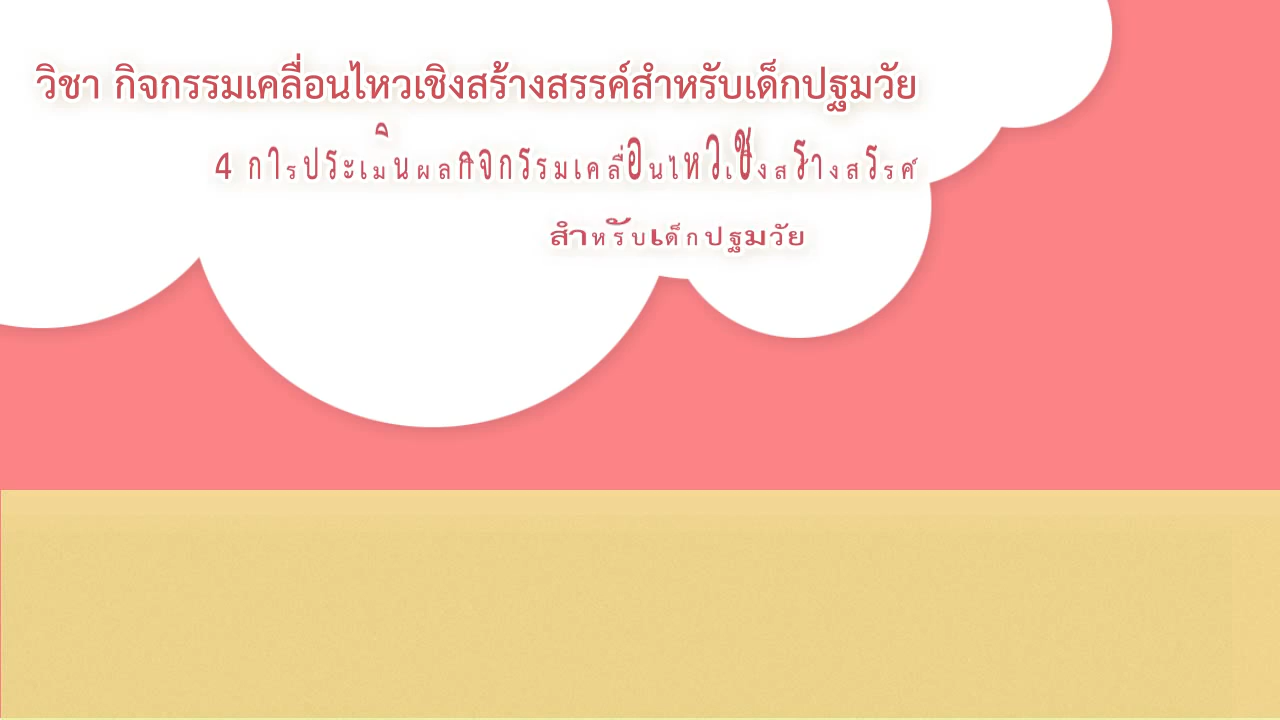 วิชา กิจกรรมเคลื่อนไหวเชิงสร้างสรรค์สำหรับเด็กปฐมวัย
4 การประเมินผลกิจกรรมเคลื่อนไหวเชิงสร้างสรรค์
สำหรับเด็กปฐมวัย